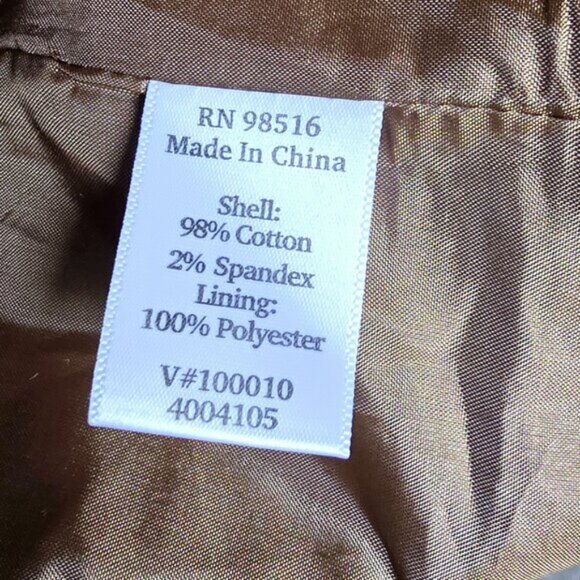 RN 98516
Made In China
Shell:
98% Cotton
2% Spandex
Lining:
100% Polyester
V#100010
4004105